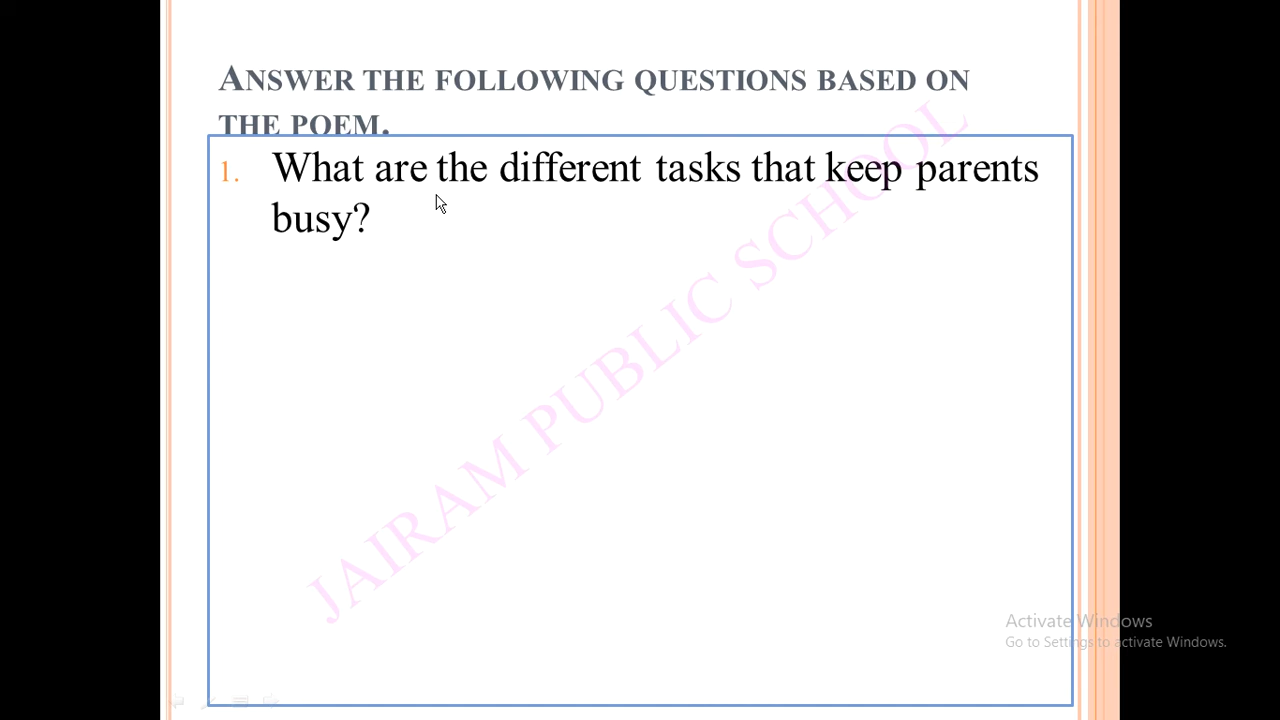 ANSWER THE FOLLOWING QUESTIONS BASED ON
THE POEM.
1. What are the different tasks that keep parents
busy?
JAIRAM PUBLIC SCHOOL
Activate Windows
Go to Settings to activate Windows.